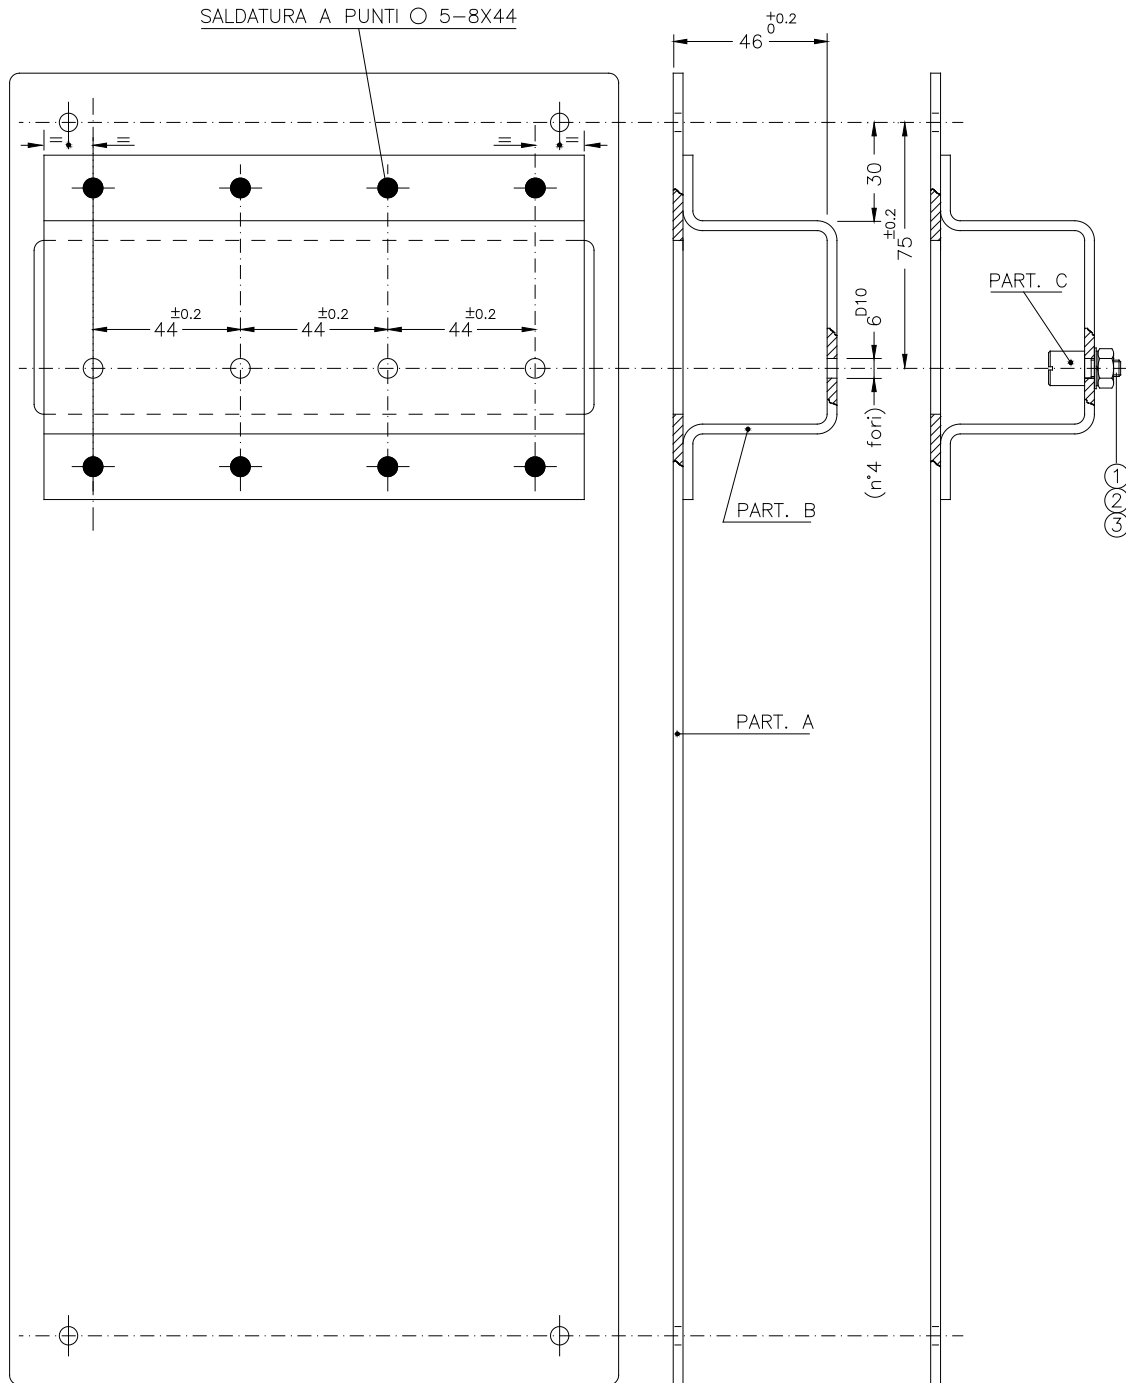 SALDATURA A PUNTI ○ 5-8X44
+0.2
46 0
= = = =
30
±0.2
75
±0.2 ±0.2 ±0.2
44 44 44
D10
6
(n°4 fori)
PART. C
PART. B
1
2
3
PART. A